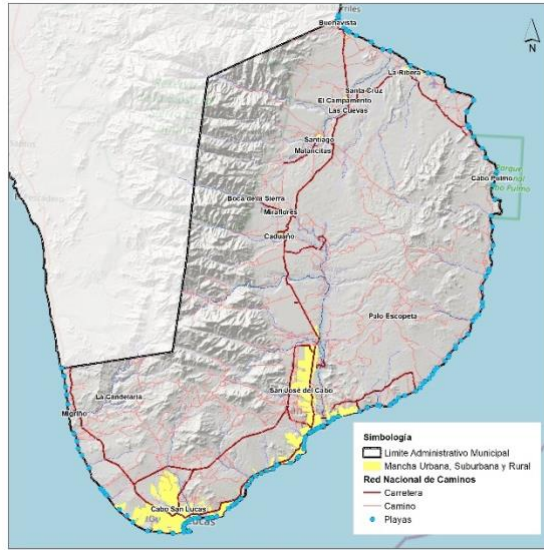 Buenavista
N
La Ribera
Santa Cruz
El Campamento
Las Cuevas
Santiago
Matancitas
Cabo Pulmo
Boca de la Sierra
Miraflores
Caduaño
Palo Escopeta
San José del Cabo
La Candelaria
Migriño
Cabo San Lucas
Simbología
Limite Administrativo Municipal
Mancha Urbana, Suburbana y Rural
Red Nacional de Caminos
Carretera
Camino
Playas